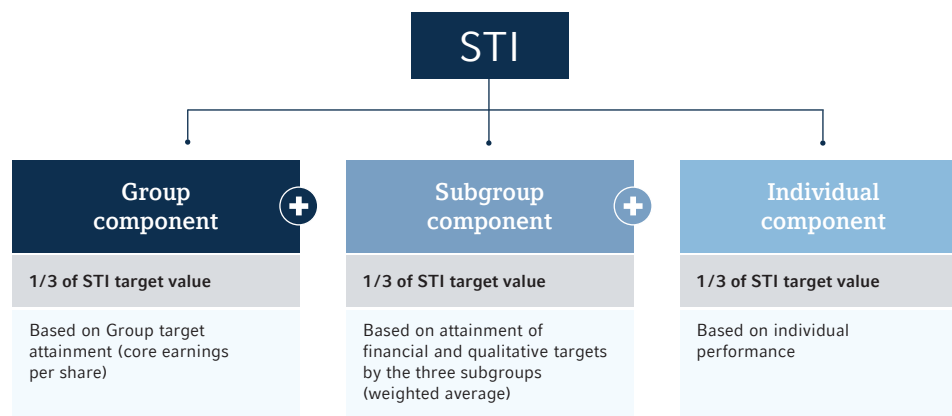 STI
Group
component
Subgroup
component
Individual
component
1/3 of STI target value
1/3 of STI target value
1/3 of STI target value
Based on Group target
attainment (core earnings
per share)
Based on attainment of
financial and qualitative targets
by the three subgroups
(weighted average)
Based on individual
performance